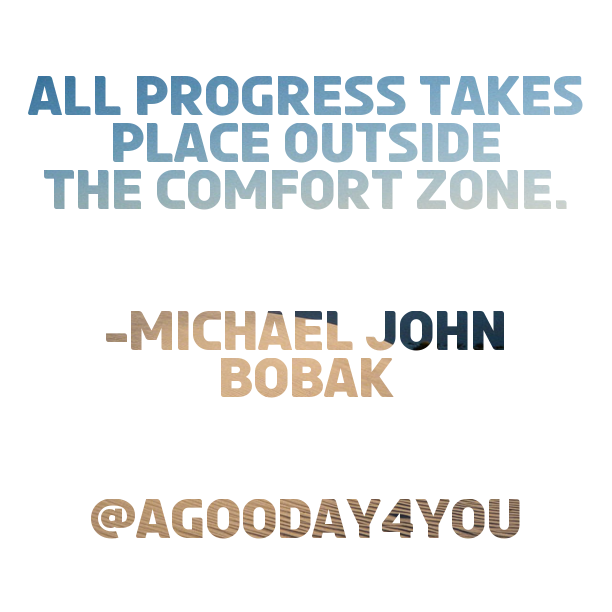 ALL PROGRESS TAKES
PLACE OUTSIDE
THE COMFORT ZONE.
-MICHAEL JOHN
BOBAK
@AGOODAY4YOU